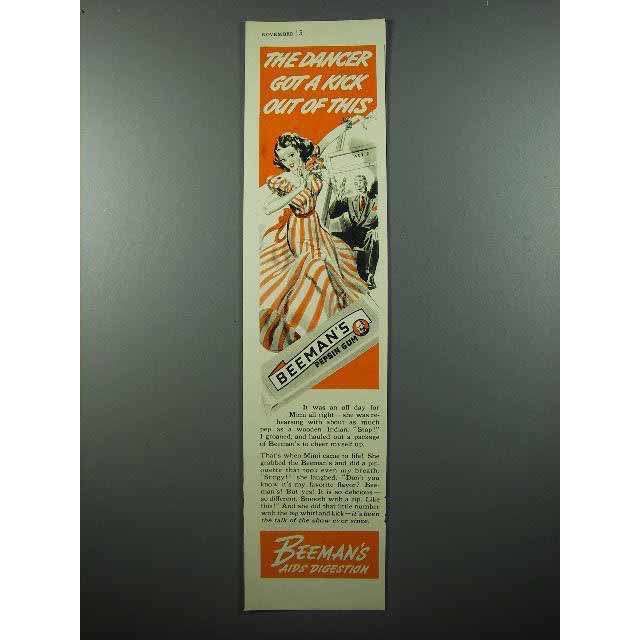 NOVEMBER
THE DANCER
GOT A KICK
OUT OF THIS
BEEMAN'S
PEPSIN GUM
It was an off day for
Mimi all right—she was re-
hearsing with about as much
pep as a wooden Indian. "Stop!"
I groaned, and hauled out a package
of Beeman's to cheer myself up.
That's when Mimi came to life! She
grabbed the Beeman's and did a pir-
ouette that took even my breath.
"Stingy!" she laughed. "Don't you
know it's my favorite flavor? Bee-
man's! But yes! It is so delicious—
so different. Smooth with a zip. Like
this!" And she did that little number
with the big whirl and kick—it's been
the talk of the show ever since.
BEEMAN'S
AIDS DIGESTION